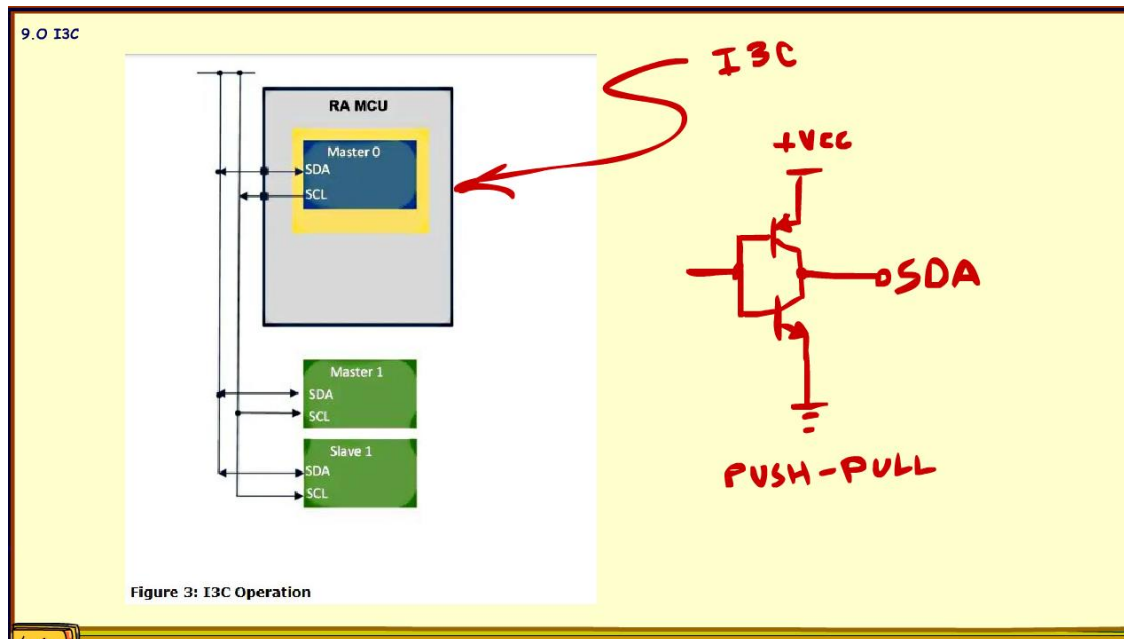 9.0 I3C
I3C
RA MCU
Master 0
SDA
SCL
+VCC
SDA
Master 1
SDA
SCL
PUSH-PULL
Slave 1
SDA
SCL
Figure 3: I3C Operation